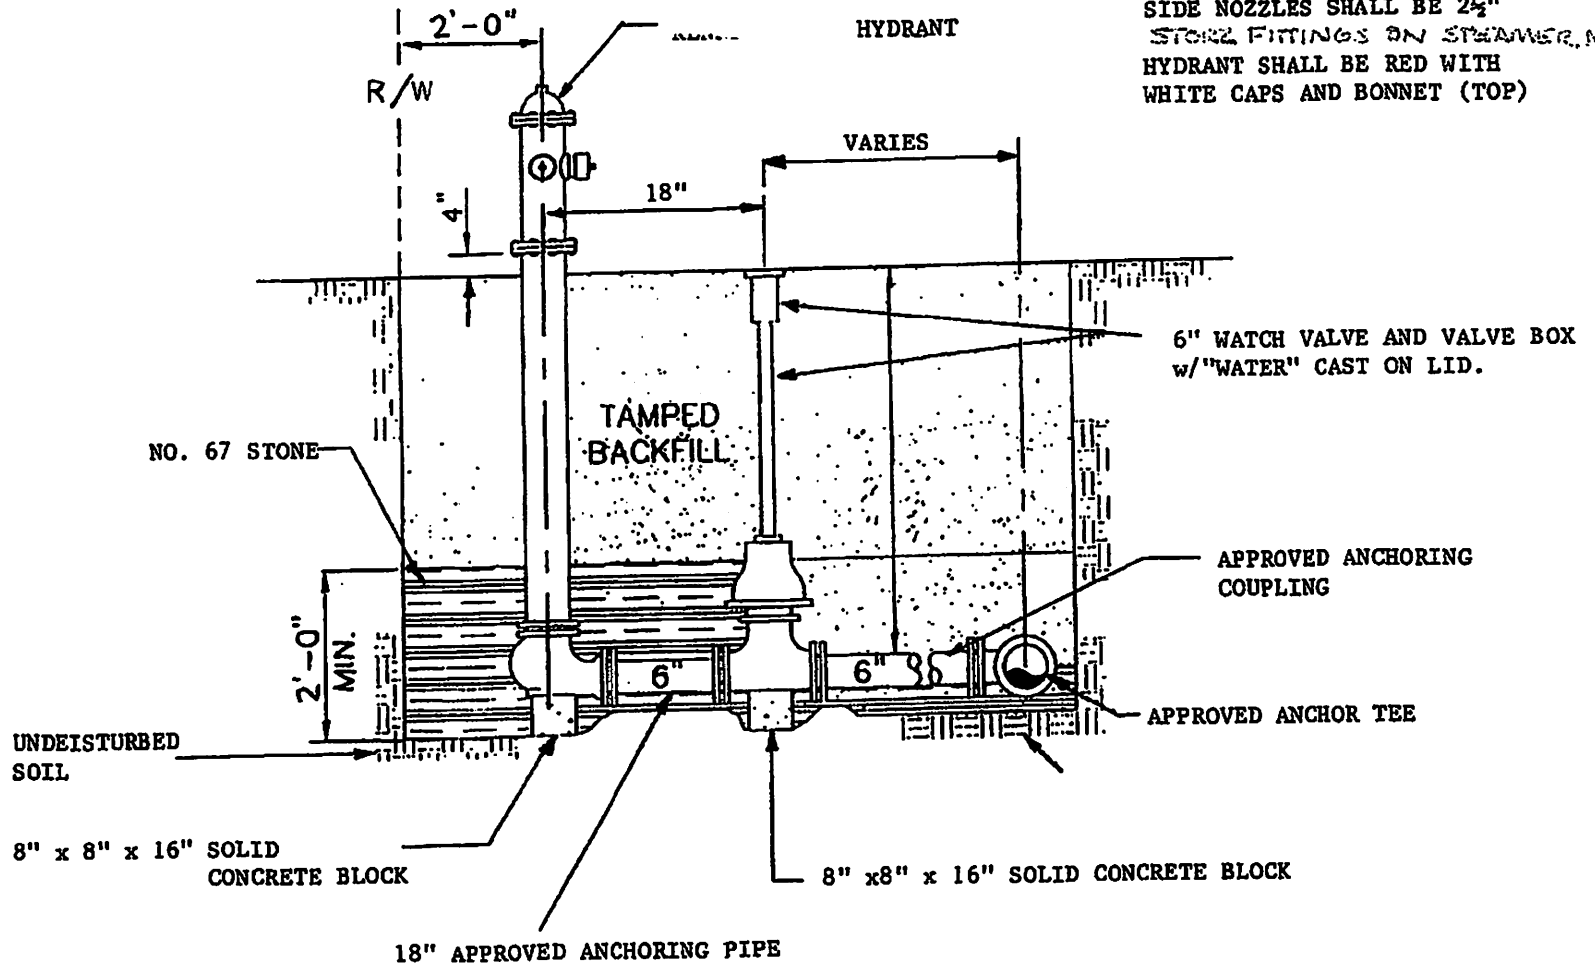 2'-0"
HYDRANT
SIDE NOZZLES SHALL BE 2½"
STORZ FITTINGS ON STEAMER,
HYDRANT SHALL BE RED WITH
WHITE CAPS AND BONNET (TOP)
R/W
VARIES
4"
18"
6" WATCH VALVE AND VALVE BOX
w/"WATER" CAST ON LID.
TAMPED
BACKFILL
NO. 67 STONE
APPROVED ANCHORING
COUPLING
2'-0"
MIN.
6"
6"
APPROVED ANCHOR TEE
UNDEISTURBED
SOIL
8" x 8" x 16" SOLID
CONCRETE BLOCK
8" x8" x 16" SOLID CONCRETE BLOCK
18" APPROVED ANCHORING PIPE